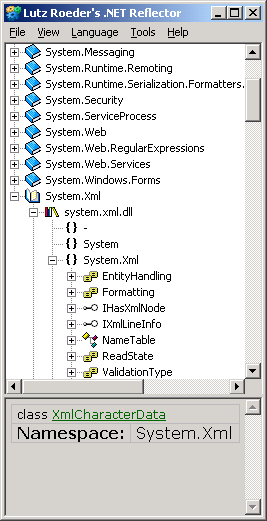 Lutz Roeder's .NET Reflector
File View Language Tools Help
System.Messaging
System.Runtime.Remoting
System.Runtime.Serialization.Formatters.
System.Security
System.ServiceProcess
System.Web
System.Web.RegularExpressions
System.Web.Services
System.Windows.Forms
System.Xml
system.xml.dll
{} -
{} System
{} System.Xml
EntityHandling
Formatting
IHasXmlNode
IXmlLineInfo
NameTable
ReadState
ValidationType
class XmlCharacterData
Namespace: System.Xml